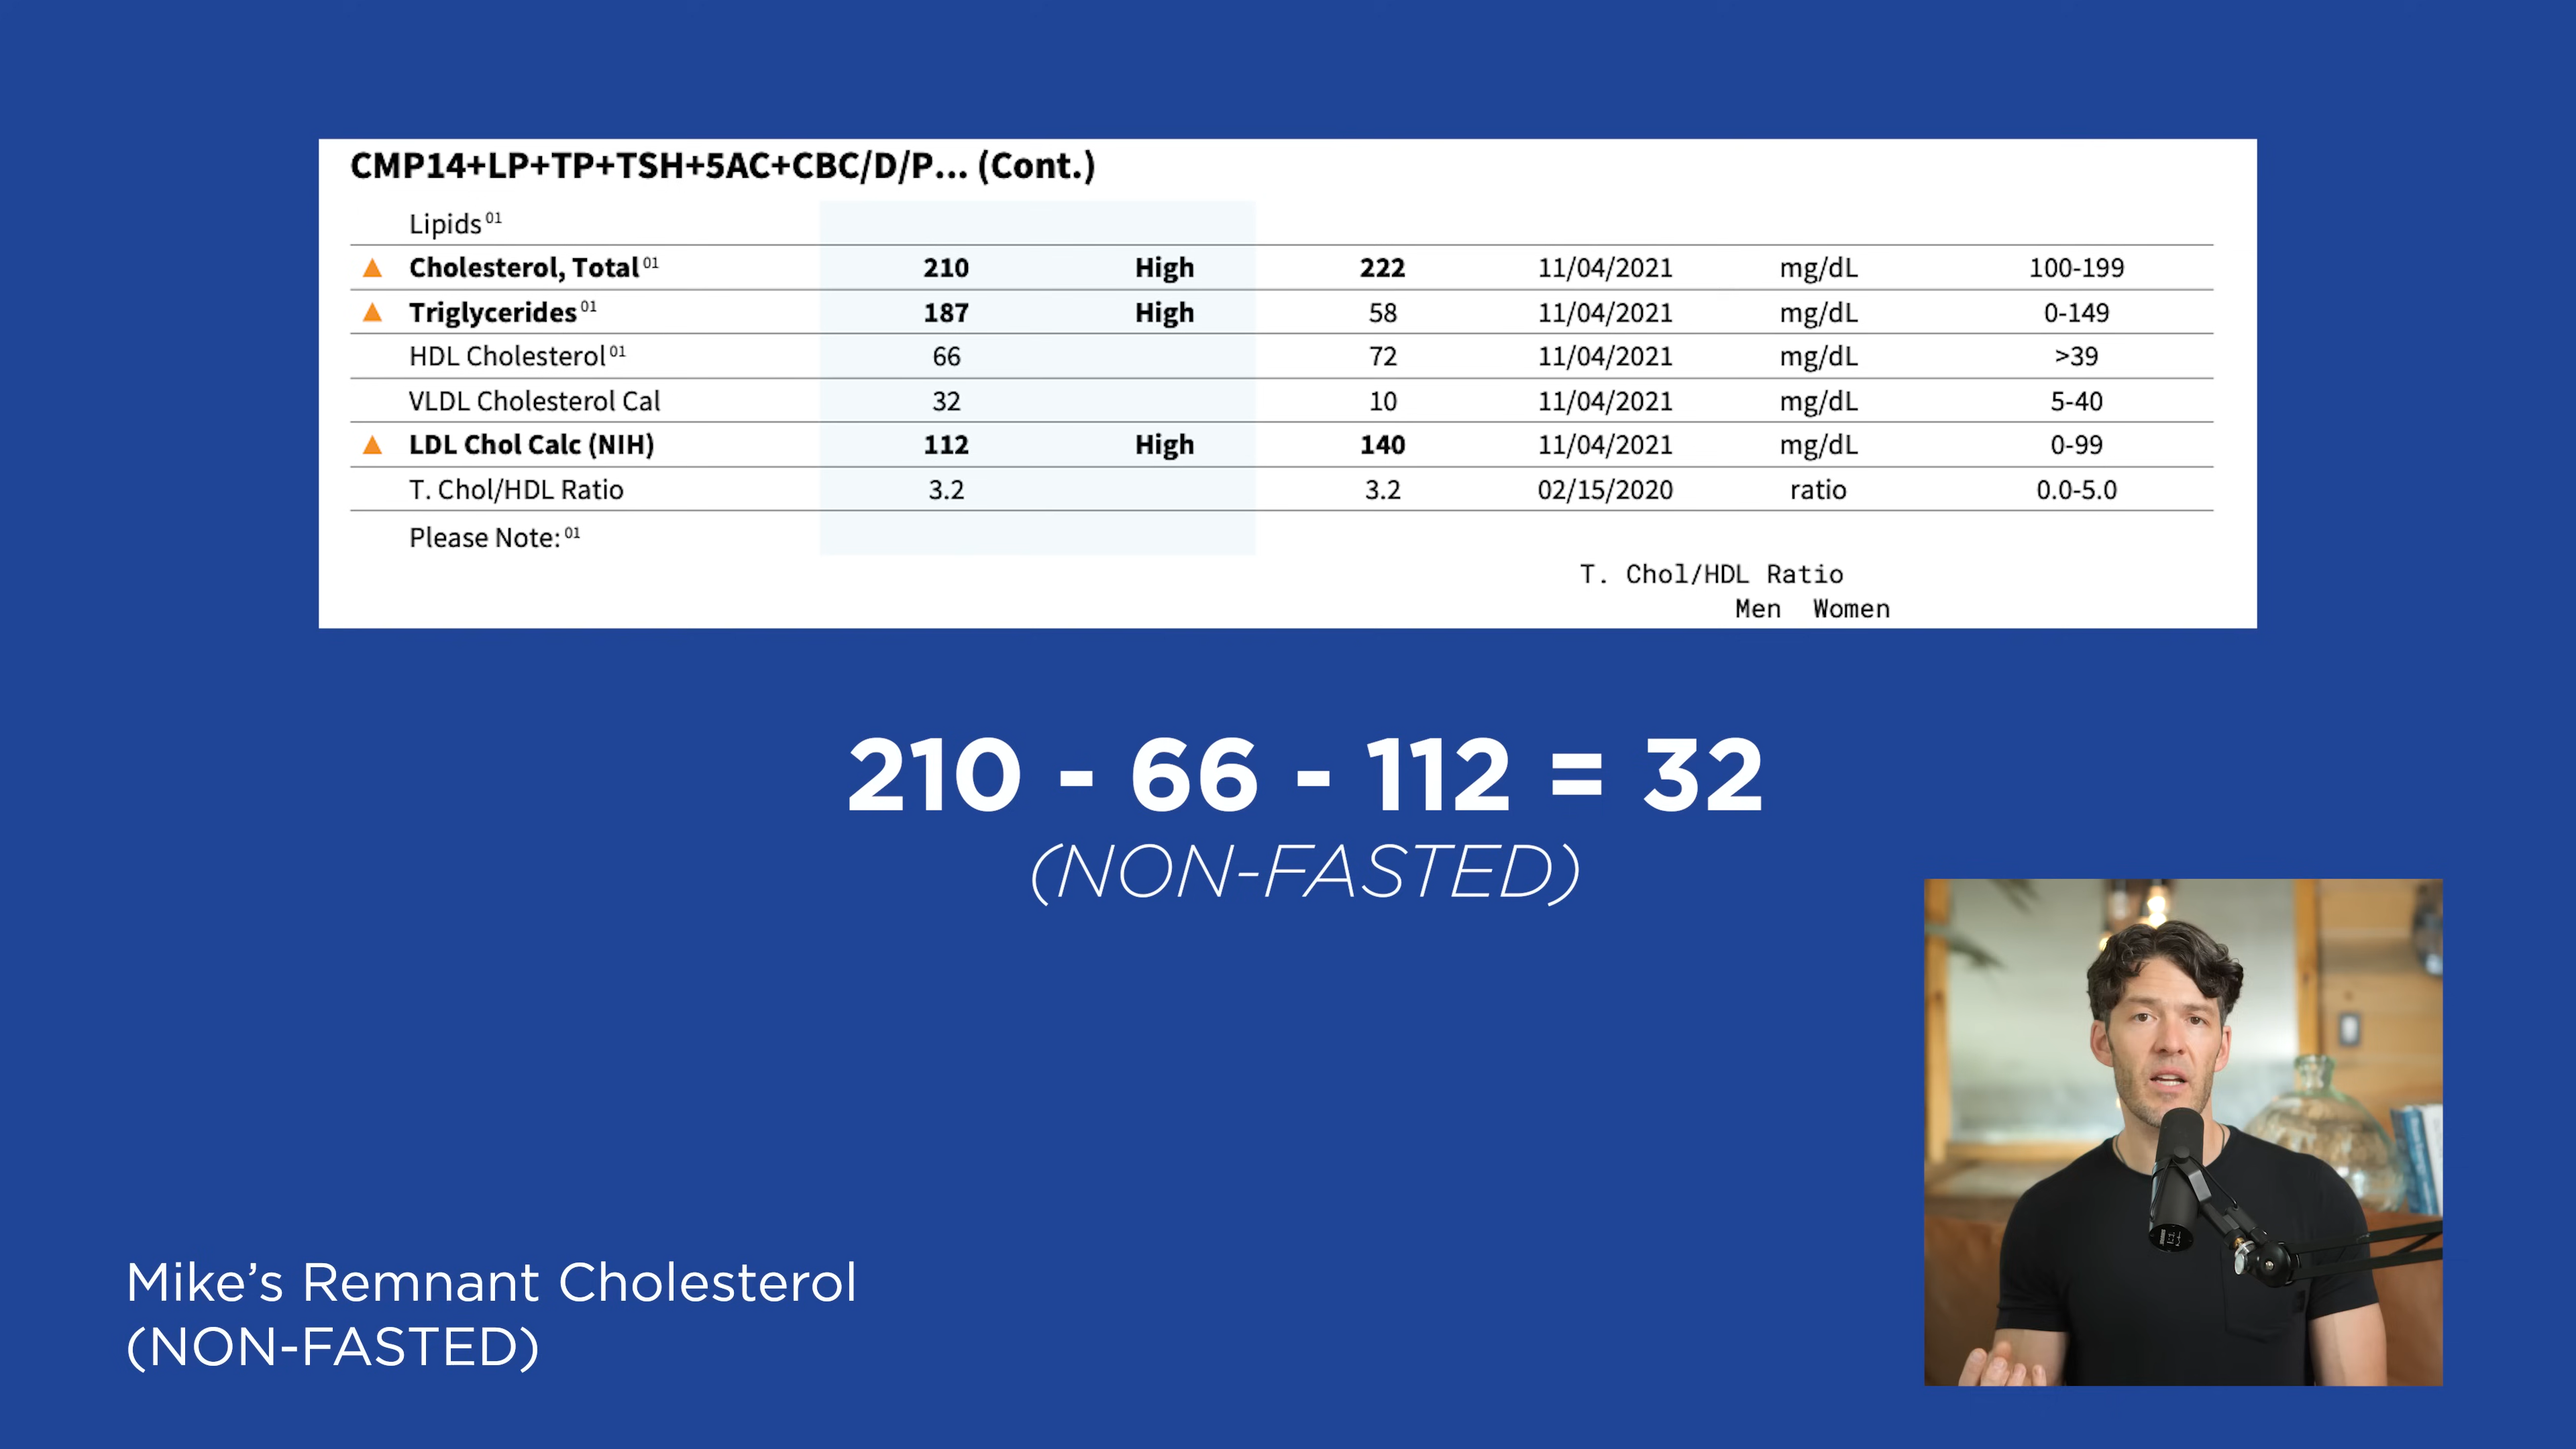 CMP14+LP+TP+TSH+5AC+CBC/D/P... (Cont.)
Lipids 01
Cholesterol, Total 01 210 High 222 11/04/2021 mg/dL 100-199
Triglycerides 01 187 High 58 11/04/2021 mg/dL 0-149
HDL Cholesterol 01 66 72 11/04/2021 mg/dL >39
VLDL Cholesterol Cal 32 10 11/04/2021 mg/dL 5-40
LDL Chol Calc (NIH) 112 High 140 11/04/2021 mg/dL 0-99
T. Chol/HDL Ratio 3.2 3.2 02/15/2020 ratio 0.0-5.0
Please Note: 01
T. Chol/HDL Ratio
Men Women
210 - 66 - 112 = 32
(NON-FASTED)
Mike’s Remnant Cholesterol
(NON-FASTED)